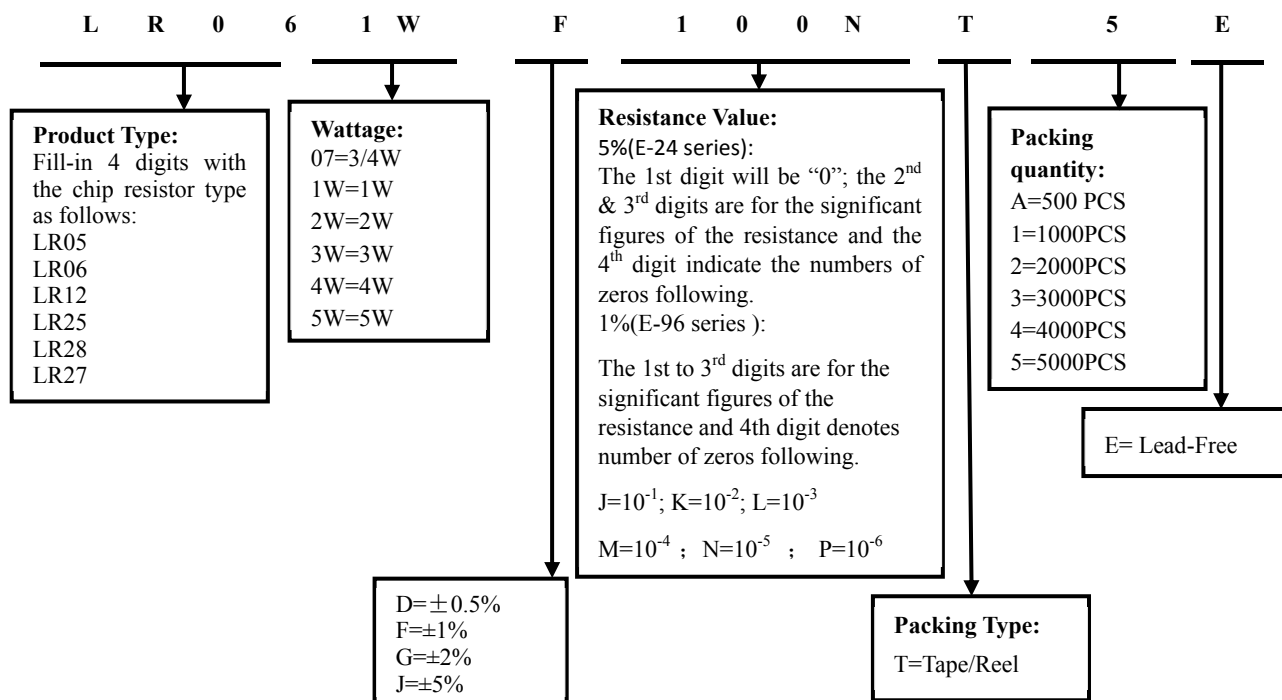 L R 0 6 1 W F 1 0 0 N T 5 E
Product Type:
Fill-in 4 digits with
the chip resistor type
as follows:
LR05
LR06
LR12
LR25
LR28
LR27
Wattage:
07=3/4W
1W=1W
2W=2W
3W=3W
4W=4W
5W=5W
D=±0.5%
F=±1%
G=±2%
J=±5%
Resistance Value:
5%(E-24 series):
The 1st digit will be “0”; the 2nd
& 3rd digits are for the significant
figures of the resistance and the
4th digit indicate the numbers of
zeros following.
1%(E-96 series ):
The 1st to 3rd digits are for the
significant figures of the
resistance and 4th digit denotes
number of zeros following.
J=10-1; K=10-2; L=10-3
M=10-4 ; N=10-5 ; P=10-6
Packing Type:
T=Tape/Reel
Packing
quantity:
A=500 PCS
1=1000PCS
2=2000PCS
3=3000PCS
4=4000PCS
5=5000PCS
E= Lead-Free